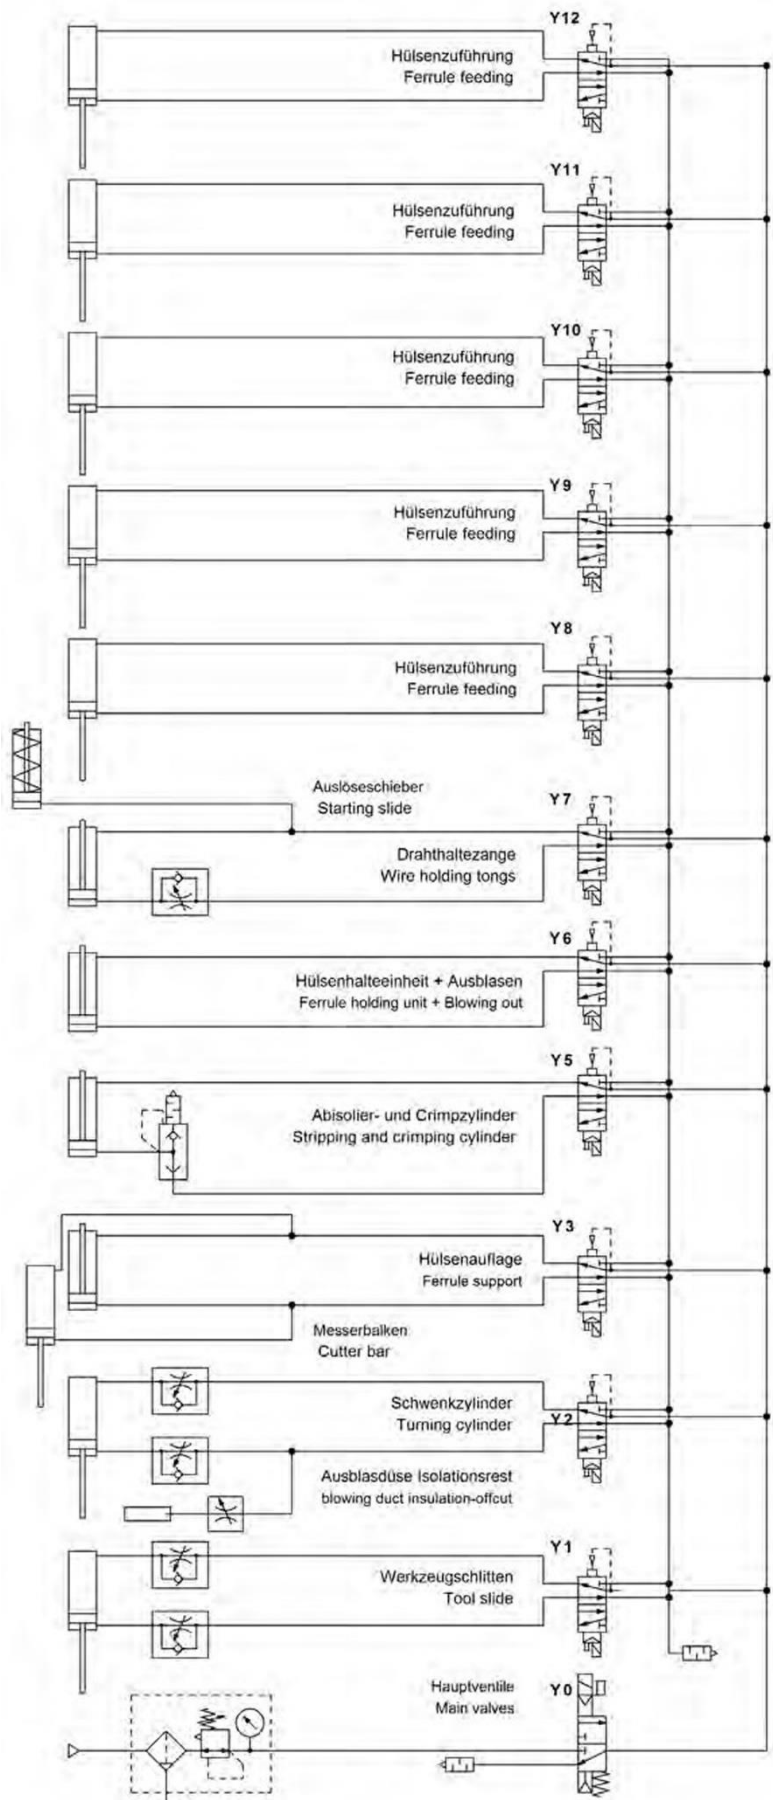 Y12
Hülsenzuführung
Ferrule feeding
Y11
Hülsenzuführung
Ferrule feeding
Y10
Hülsenzuführung
Ferrule feeding
Y9
Hülsenzuführung
Ferrule feeding
Y8
Hülsenzuführung
Ferrule feeding
Auslöseschieber
Starting slide
Y7
Drahthaltezange
Wire holding tongs
Y6
Hülsenhalteeinheit + Ausblasen
Ferrule holding unit + Blowing out
Y5
Abisolier- und Crimpzylinder
Stripping and crimping cylinder
Y3
Hülsenauflage
Ferrule support
Messerbalken
Cutter bar
Schwenkzylinder
Turning cylinder
Y2
Ausblasdüse Isolationsrest
blowing duct insulation-offcut
Y1
Werkzeugschlitten
Tool slide
Hauptventile
Main valves
Y0